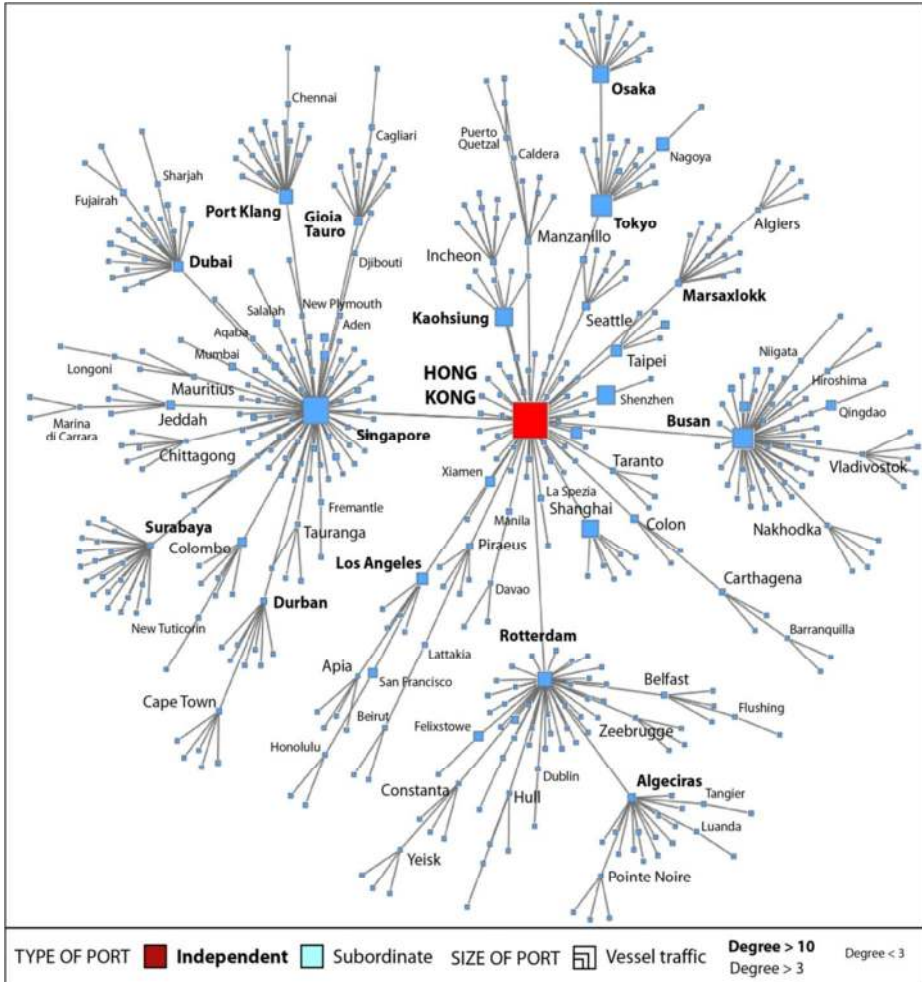 Osaka
Chennai
Cagliari
Puerto
Quetzal
Caldera
Nagoya
Sharjah
Fujairah
Port Klang
Gioia
Tauro
Tokyo
Algiers
Manzanillo
Incheon
Dubai
Djibouti
Marsaxlokk
Salalah
New Plymouth
Kaohsiung
Seattle
Aqaba
Aden
Taipei
Mumbai
Niigata
Longoni
HONG
KONG
Mauritius
Shenzhen
Hiroshima
Marina
di Carrara
Jeddah
Singapore
Busan
Qingdao
Chittagong
Vladivostok
Xiamen
Taranto
La Spezia
Fremantle
Shanghai
Surabaya
Tauranga
Manila
Colon
Nakhodka
Colombo
Piraeus
Los Angeles
Carthagena
Davao
Durban
New Tuticorin
Barranquilla
Rotterdam
Lattakia
Apia
San Francisco
Belfast
Cape Town
Beirut
Flushing
Felixstowe
Zeebrugge
Honolulu
Dublin
Algeciras
Constanta
Hull
Tangier
Luanda
Yeisk
Pointe Noire
TYPE OF PORT Independent Subordinate SIZE OF PORT Vessel traffic Degree > 10 Degree < 3
Degree > 3